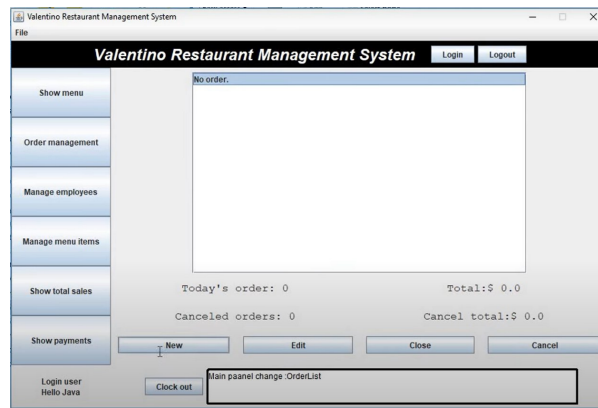 Valentino Restaurant Management System
File
Valentino Restaurant Management System Login Logout
No order.
Show menu
Order management
Manage employees
Manage menu items
Show total sales
Show payments
Today's order: 0 Total:$ 0.0
Canceled orders: 0 Cancel total:$ 0.0
New Edit Close Cancel
Login user
Hello Java
Clock out
Main paanel change :OrderList